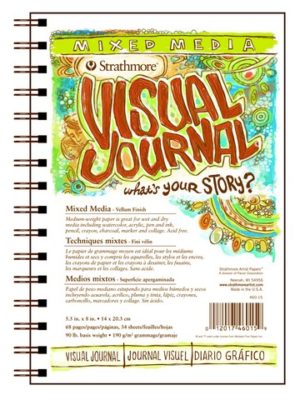 MIXED MEDIA
Strathmore
VISUAL
JOURNAL
what's YOUR STORY?
Mixed Media - Vellum Finish
Medium-weight paper is great for wet and dry
media including watercolor, acrylic, pen and ink,
pencil, crayon, charcoal, marker and collage. Acid free.
Techniques mixtes - Fini vélin
Un papier de grammage moyen est idéal pour les médiums
humides et secs y compris les aquarelles, les stylos et les encres,
les crayons de papier et les crayons à dessiner, les fusains,
les marqueurs et les collages. Sans acide.
Medios mixtos - Superficie apergaminada
Papel de peso mediano estupendo para medios húmedos y secos
incluyendo acuarela, acrílico, pluma y tinta, lápiz, crayones,
carboncillo, marcadores y collage. Sin ácido.
5.5 in. x 8 in. - 14 x 20.3 cm
68 pages/pages/páginas, 34 sheets/feuilles/hojas
90 lb. basis weight • 190 g/m² grammage/gramaje
Strathmore Artist Papers
Neenah, WI 54956
strathmoreartist.com
Made in the U.S.A.
460-15
0 12017 46015 9
VISUAL JOURNAL
JOURNAL VISUEL
DIARIO GRÁFICO